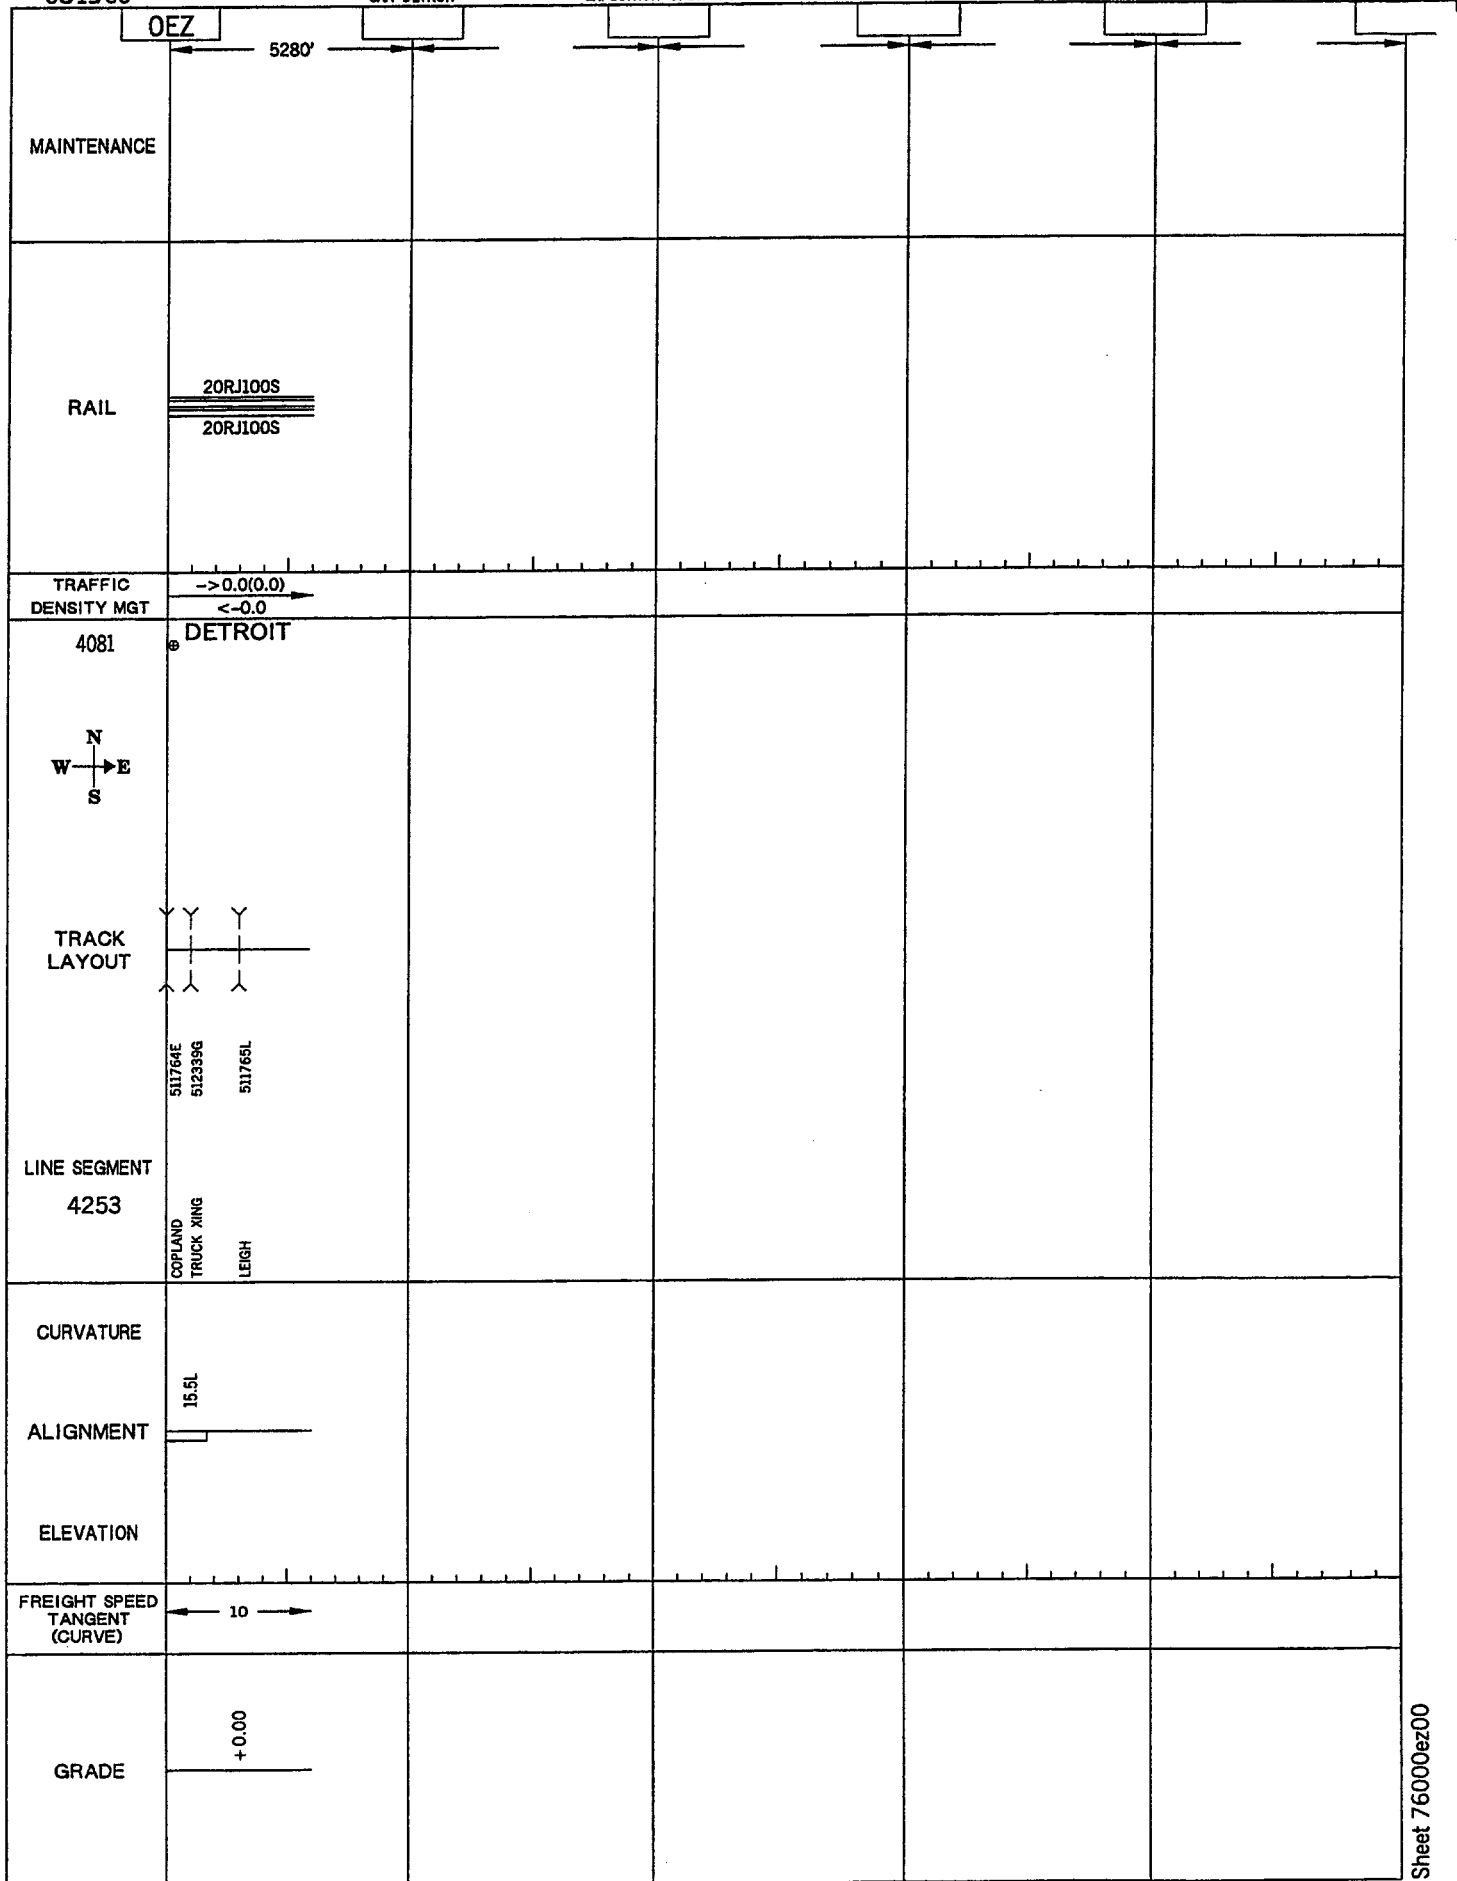 OEZ
5280'
MAINTENANCE
RAIL
20RJ100S
20RJ100S
TRAFFIC
DENSITY MGT
->0.0(0.0)
<-0.0
4081
DETROIT
N
W E
S
TRACK
LAYOUT
511764E
512339G
511765L
LINE SEGMENT
4253
COPLAND
TRUCK XING
LEIGH
CURVATURE
15.5L
ALIGNMENT
ELEVATION
FREIGHT SPEED
TANGENT
(CURVE)
10
+0.00
GRADE
Sheet 76000ez00